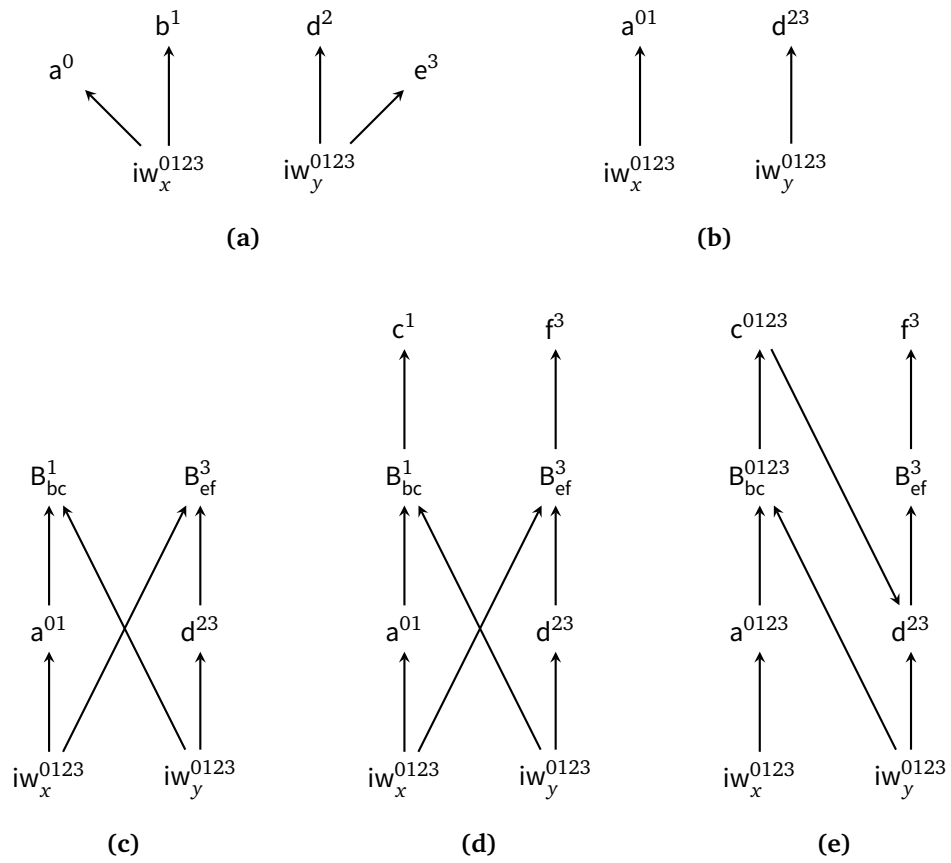 b¹ d² a⁰¹ d²³
a⁰ e³
iw_x⁰¹²³ iw_y⁰¹²³ iw_x⁰¹²³ iw_y⁰¹²³
(a) (b)
c¹ f³ c⁰¹²³ f³
B_bc¹ B_ef³ B_bc¹ B_ef³ B_bc⁰¹²³ B_ef³
a⁰¹ d²³ a⁰¹ d²³ a⁰¹²³ d²³
iw_x⁰¹²³ iw_y⁰¹²³ iw_x⁰¹²³ iw_y⁰¹²³ iw_x⁰¹²³ iw_y⁰¹²³
(c) (d) (e)